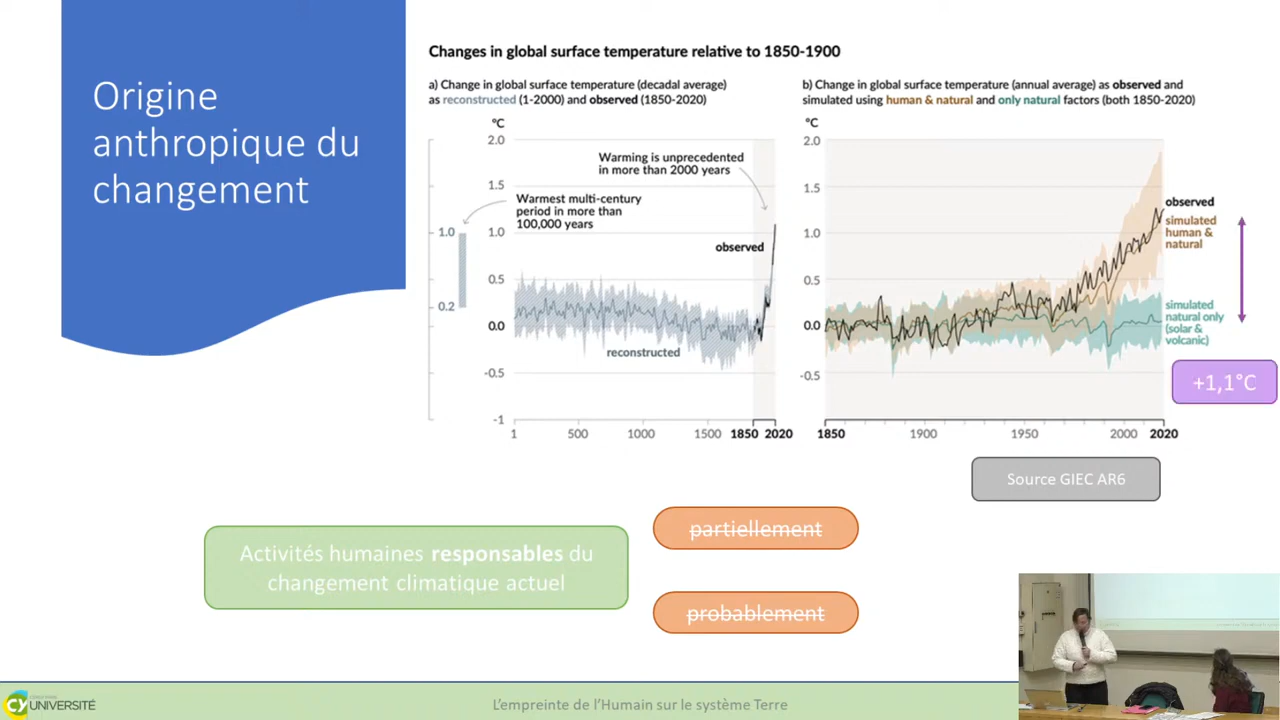 Origine
anthropique du
changement
Changes in global surface temperature relative to 1850-1900
a) Change in global surface temperature (decadal average)
as reconstructed (1-2000) and observed (1850-2020)
°C
2.0
1.5
1.0
0.5
0.0
-0.5
-1
1.0
0.2
Warming is unprecedented
in more than 2000 years
Warmest multi-century
period in more than
100,000 years
observed
reconstructed
1 500 1000 1500 1850 2020
b) Change in global surface temperature (annual average) as observed and
simulated using human & natural and only natural factors (both 1850-2020)
°C
2.0
1.5
1.0
0.5
0.0
-0.5
observed
simulated
human &
natural
simulated
natural only
(solar &
volcanic)
1850 1900 1950 2000 2020
+1,1°C
Source GIEC AR6
Activités humaines responsables du
changement climatique actuel
partiellement
probablement
CY UNIVERSITÉ
L'empreinte de l'Humain sur le système Terre